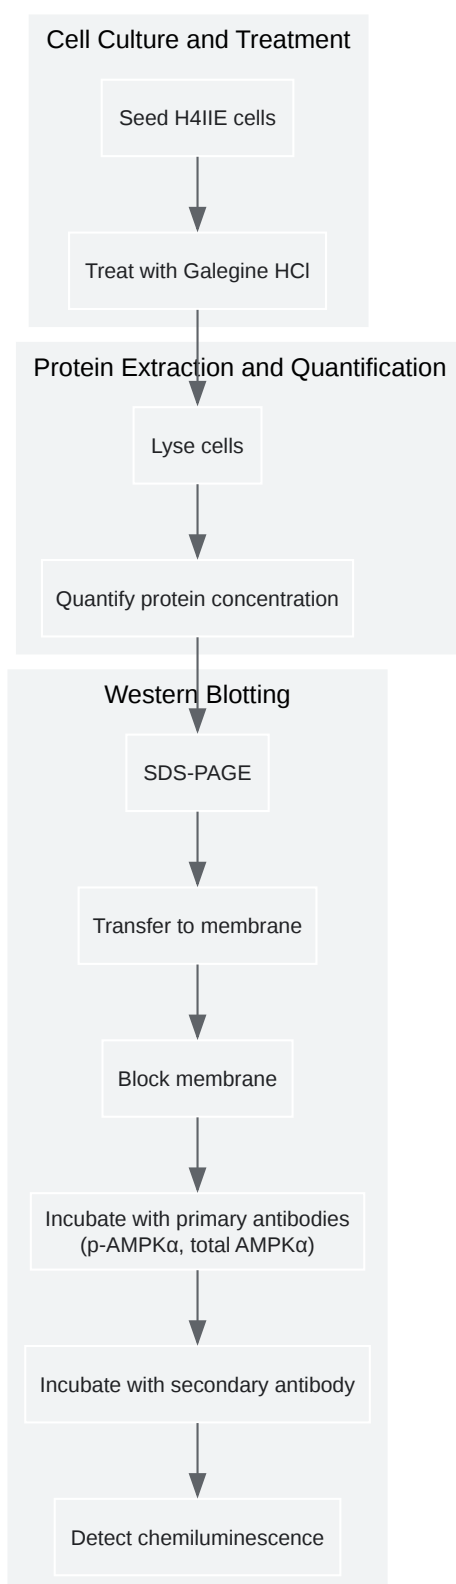 Cell Culture and Treatment
Seed H4IIE cells
Treat with Galegine HCl
Protein Extraction and Quantification
Lyse cells
Quantify protein concentration
Western Blotting
SDS-PAGE
Transfer to membrane
Block membrane
Incubate with primary antibodies
(p-AMPKα, total AMPKα)
Incubate with secondary antibody
Detect chemiluminescence